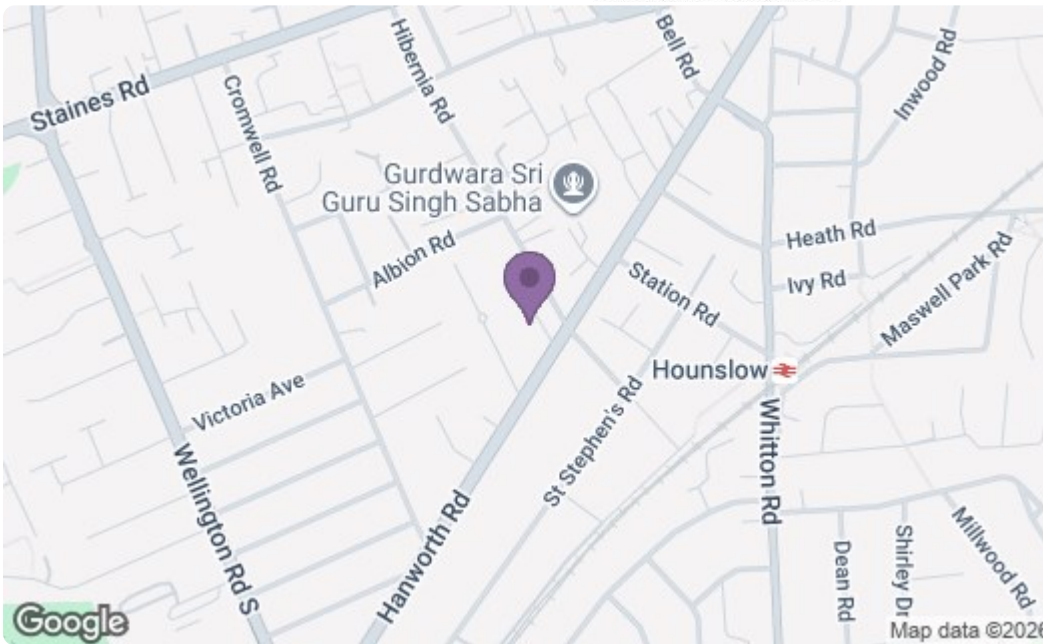 Staines Rd
Cromwell Rd
Hibernia Rd
Bell Rd
Inwood Rd
Gurdwara Sri
Guru Singh Sabha
Albion Rd
Heath Rd
Ivy Rd
Station Rd
Maswell Park Rd
Hounslow
Victoria Ave
St Stephen's Rd
Whitton Rd
Wellington Rd S
Hanworth Rd
Millwood Rd
Shirley Dr
Dean Rd
Google
Map data ©2026